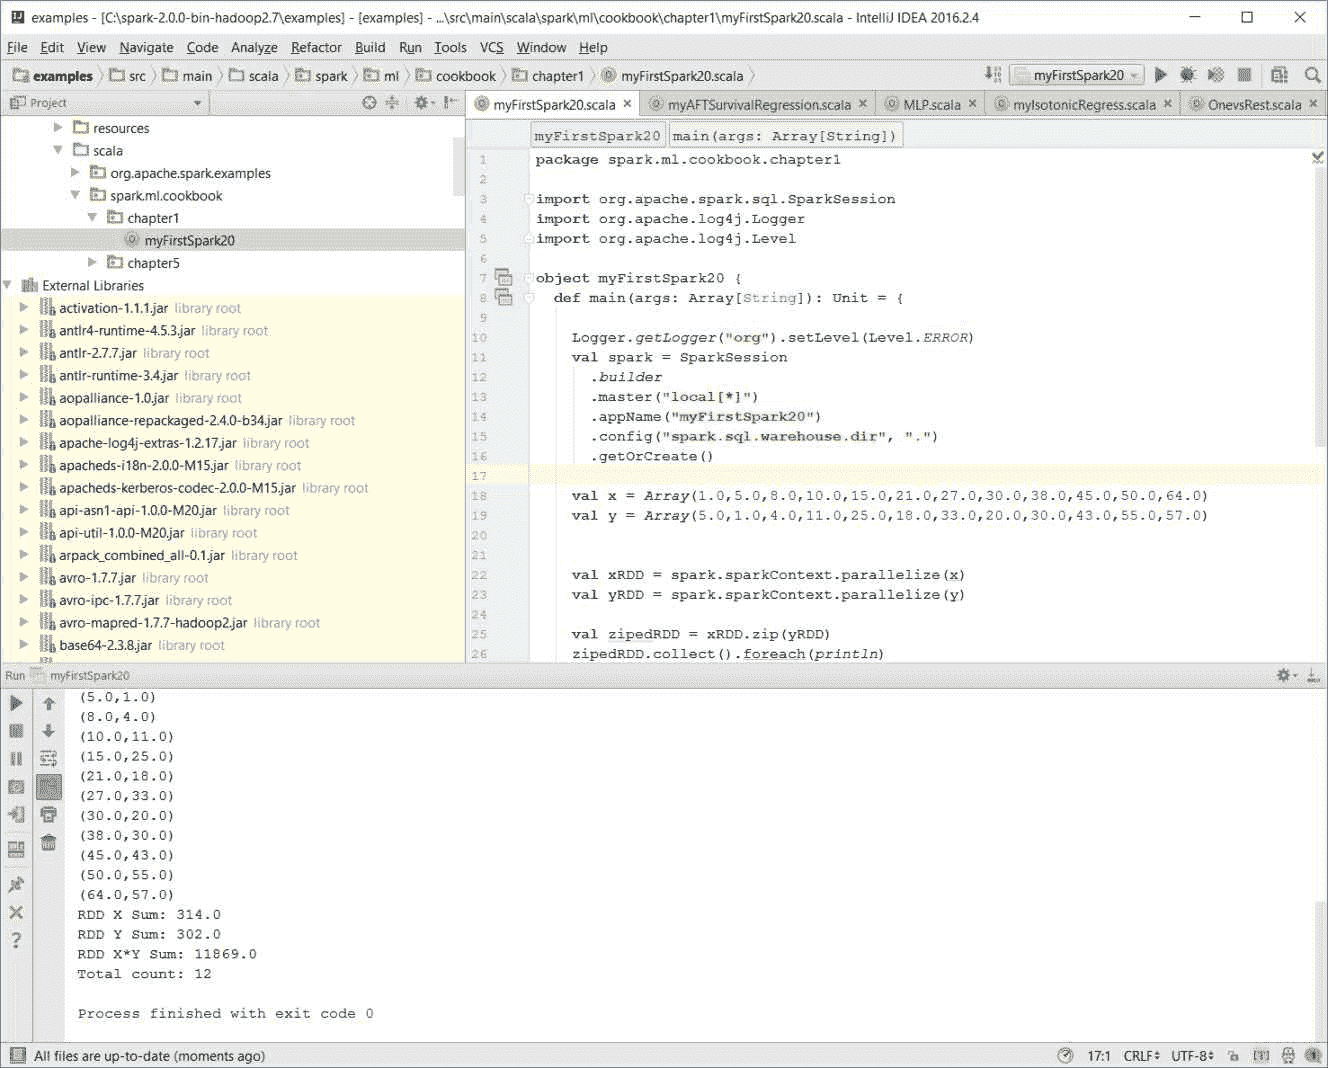 examples - [C:\spark-2.0.0-bin-hadoop2.7\examples] - [examples] - ...\src\main\scala\spark\ml\cookbook\chapter1\myFirstSpark20.scala - IntelliJ IDEA 2016.2.4
File Edit View Navigate Code Analyze Refactor Build Run Tools VCS Window Help
examples src main scala spark ml cookbook chapter1 myFirstSpark20.scala myFirstSpark20
Project
myFirstSpark20.scala myAFTSurvivalRegression.scala MLP.scala myIsotonicRegress.scala OnevsRest.scala
resources
scala
org.apache.spark.examples
spark.ml.cookbook
chapter1
myFirstSpark20
chapter5
External Libraries
activation-1.1.1.jar library root
antlr4-runtime-4.5.3.jar library root
antlr-2.7.7.jar library root
antlr-runtime-3.4.jar library root
aopalliance-1.0.jar library root
aopalliance-repackaged-2.4.0-b34.jar library root
apache-log4j-extras-1.2.17.jar library root
apacheds-i18n-2.0.0-M15.jar library root
apacheds-kerberos-codec-2.0.0-M15.jar library root
api-asn1-api-1.0.0-M20.jar library root
api-util-1.0.0-M20.jar library root
arpack_combined_all-0.1.jar library root
avro-1.7.7.jar library root
avro-ipc-1.7.7.jar library root
avro-mapred-1.7.7-hadoop2.jar library root
base64-2.3.8.jar library root
myFirstSpark20 main(args: Array[String])
1 package spark.ml.cookbook.chapter1
2
3 import org.apache.spark.sql.SparkSession
4 import org.apache.log4j.Logger
5 import org.apache.log4j.Level
6
7 object myFirstSpark20 {
8 def main(args: Array[String]): Unit = {
9
10 Logger.getLogger("org").setLevel(Level.ERROR)
11 val spark = SparkSession
12 .builder
13 .master("local[*]")
14 .appName("myFirstSpark20")
15 .config("spark.sql.warehouse.dir", ".")
16 .getOrCreate()
17
18 val x = Array(1.0,5.0,8.0,10.0,15.0,21.0,27.0,30.0,38.0,45.0,50.0,64.0)
19 val y = Array(5.0,1.0,4.0,11.0,25.0,18.0,33.0,20.0,30.0,43.0,55.0,57.0)
20
21
22 val xRDD = spark.sparkContext.parallelize(x)
23 val yRDD = spark.sparkContext.parallelize(y)
24
25 val zipedRDD = xRDD.zip(yRDD)
26 zipedRDD.collect().foreach(println)
Run myFirstSpark20
(5.0,1.0)
(8.0,4.0)
(10.0,11.0)
(15.0,25.0)
(21.0,18.0)
(27.0,33.0)
(30.0,20.0)
(38.0,30.0)
(45.0,43.0)
(50.0,55.0)
(64.0,57.0)
RDD X Sum: 314.0
RDD Y Sum: 302.0
RDD X*Y Sum: 11869.0
Total count: 12
Process finished with exit code 0
All files are up-to-date (moments ago)
17:1 CRLF UTF-8